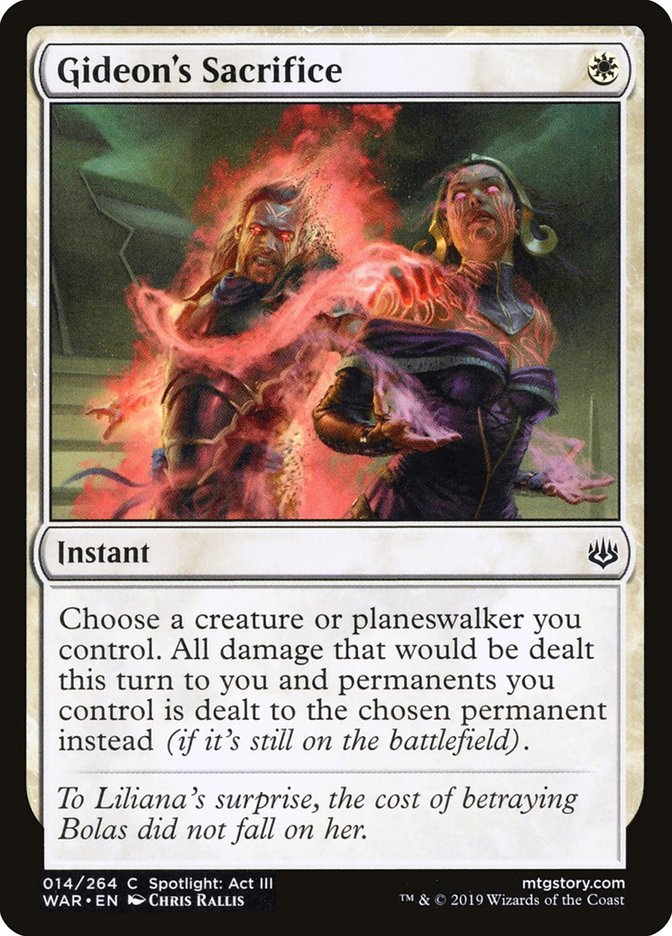 Gideon's Sacrifice
Instant
Choose a creature or planeswalker you
control. All damage that would be dealt
this turn to you and permanents you
control is dealt to the chosen permanent
instead (if it's still on the battlefield).
To Liliana's surprise, the cost of betraying
Bolas did not fall on her.
014/264 C Spotlight: Act III
mtgstory.com
WAR • EN Chris Rallis
™ & © 2019 Wizards of the Coast